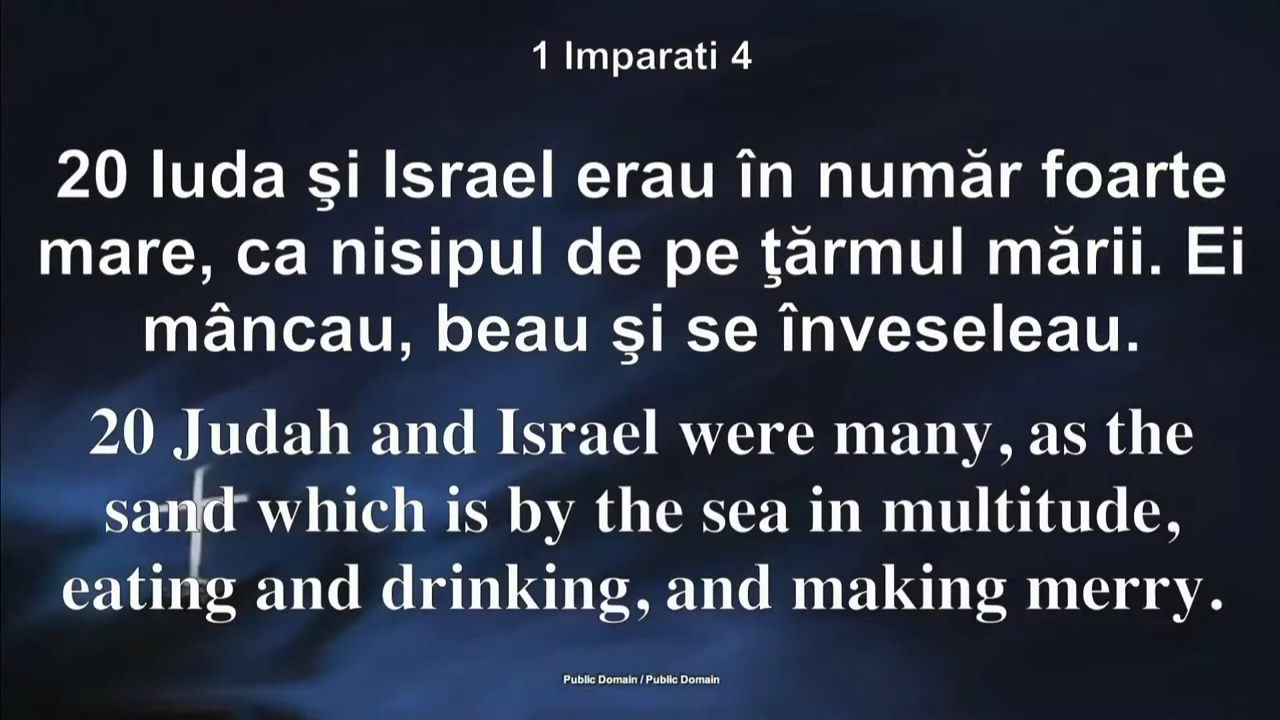 1 Imparati 4
20 Iuda şi Israel erau în număr foarte
mare, ca nisipul de pe ţărmul mării. Ei
mâncau, beau şi se înveseleau.
20 Judah and Israel were many, as the
sand which is by the sea in multitude,
eating and drinking, and making merry.
Public Domain / Public Domain